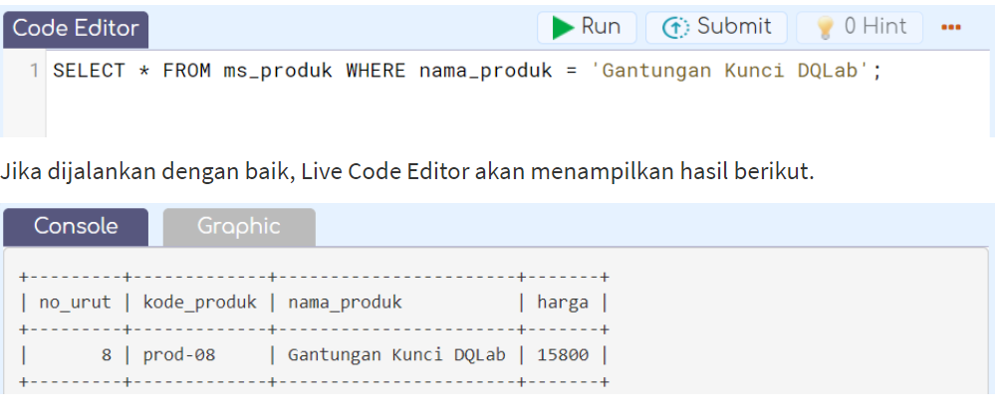 Code Editor Run Submit 0 Hint
1 SELECT * FROM ms_produk WHERE nama_produk = 'Gantungan Kunci DQLab';
Jika dijalankan dengan baik, Live Code Editor akan menampilkan hasil berikut.
Console Graphic
+---------+-------------+-----------------------+-------+
| no_urut | kode_produk | nama_produk           | harga |
+---------+-------------+-----------------------+-------+
|       8 | prod-08     | Gantungan Kunci DQLab | 15800 |
+---------+-------------+-----------------------+-------+